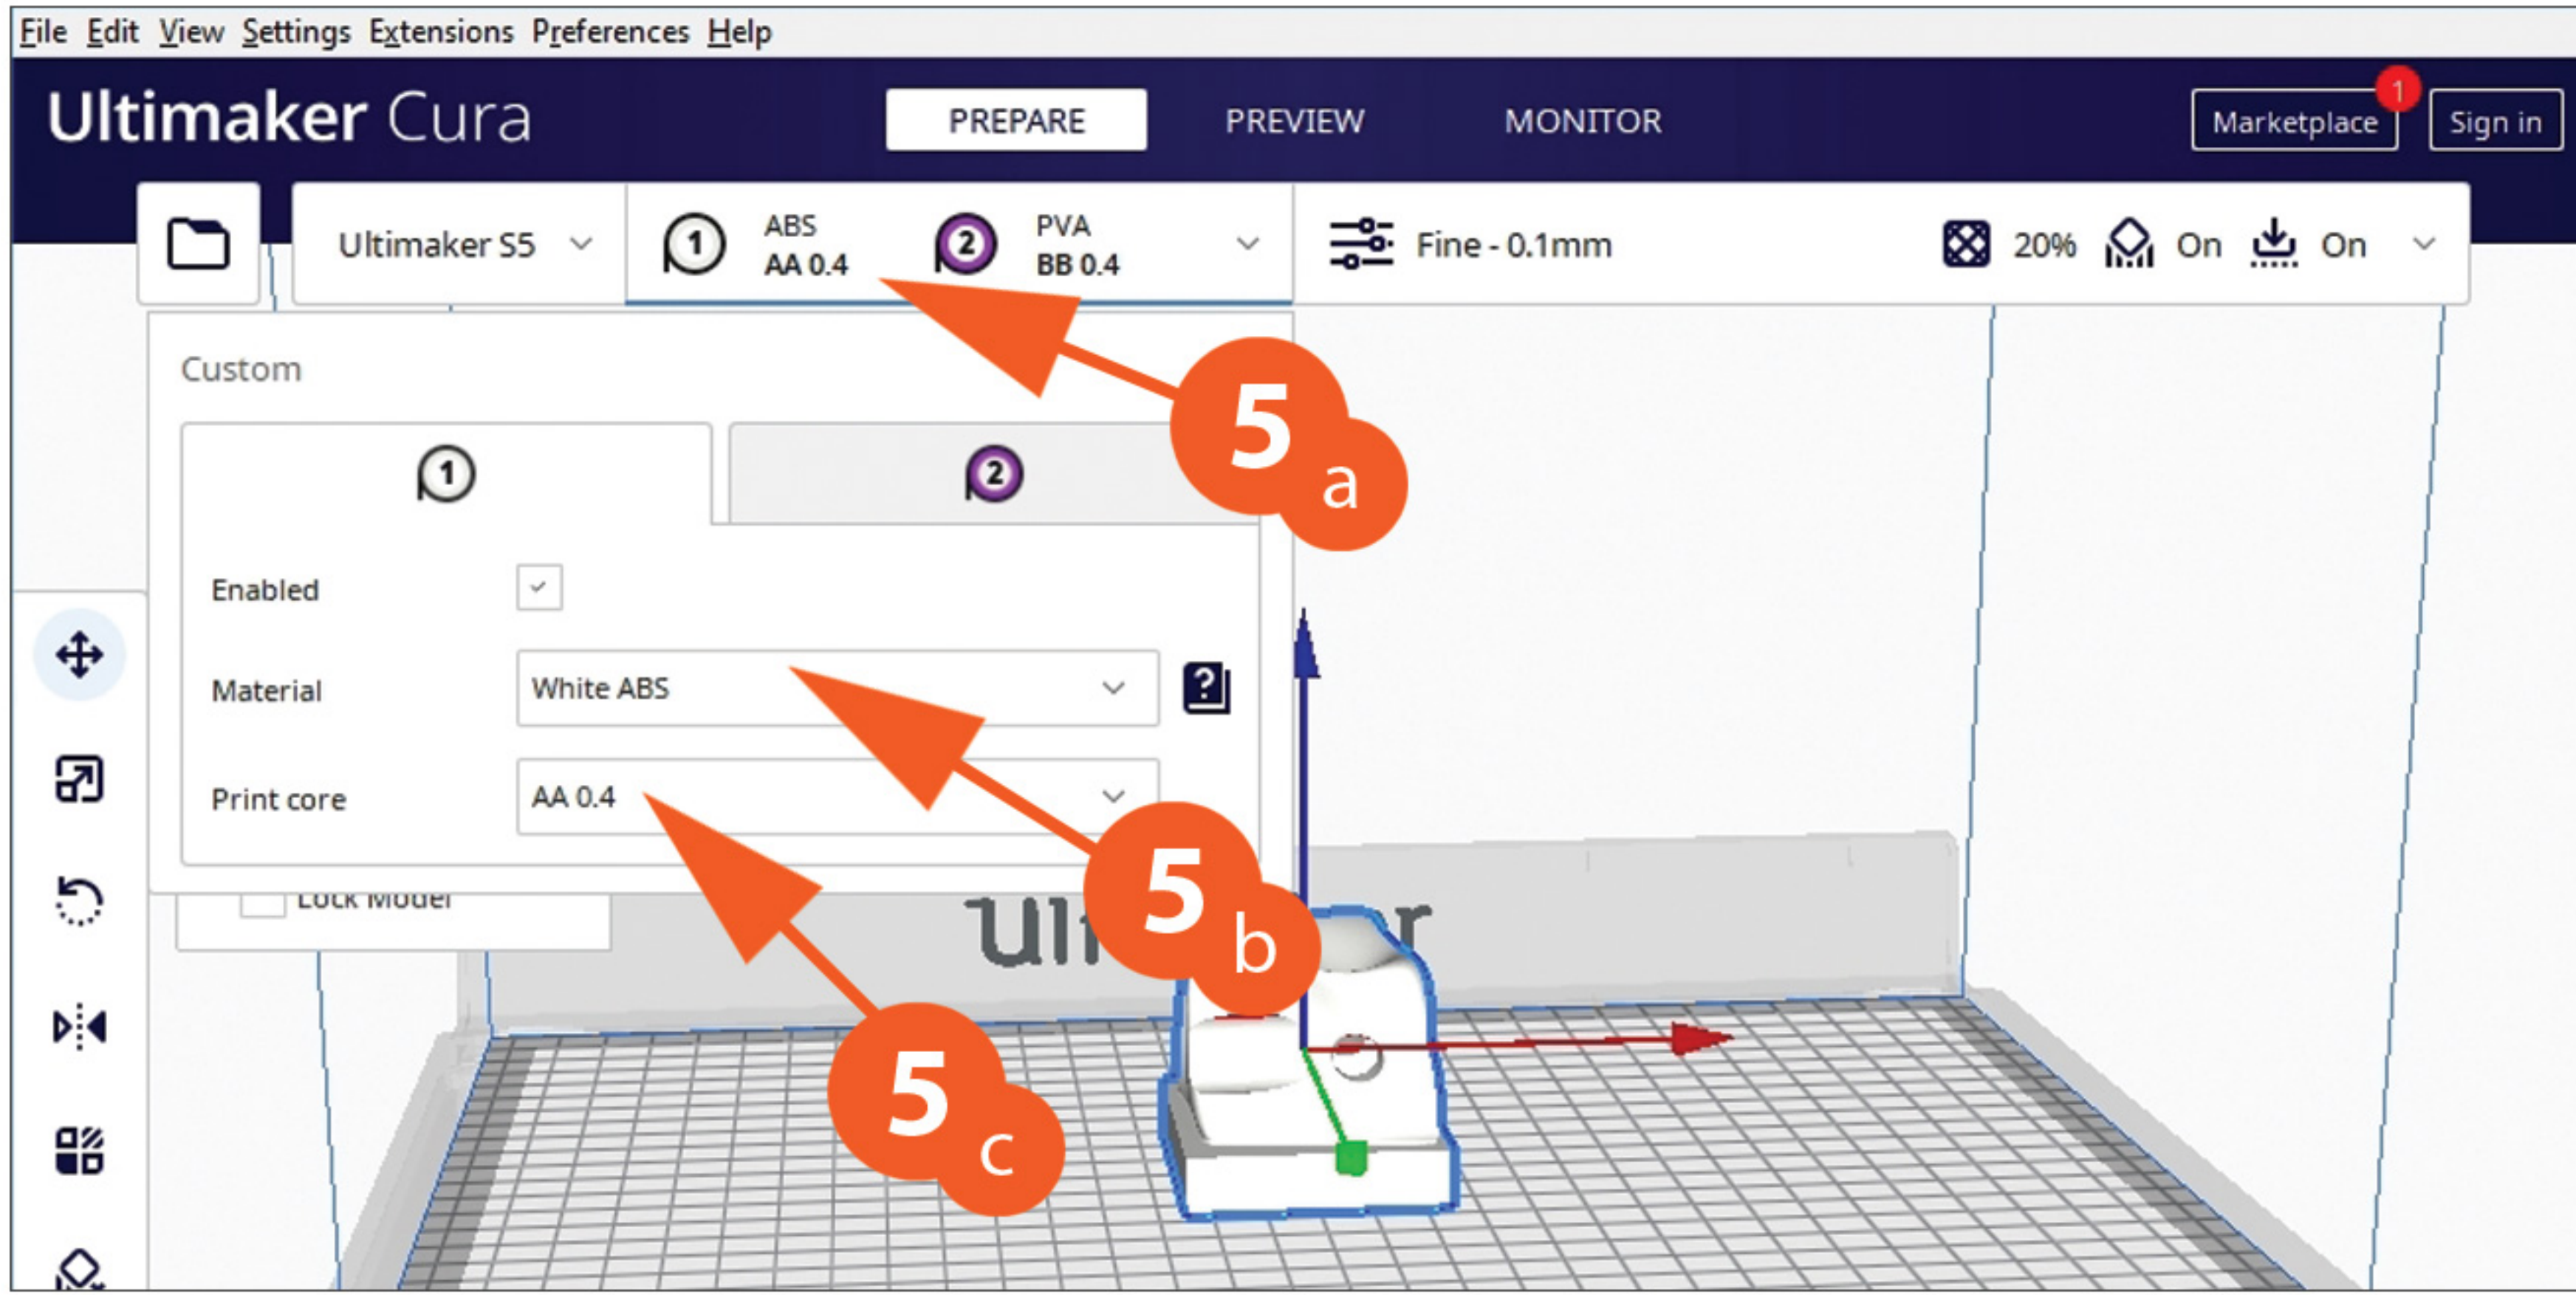 File Edit View Settings Extensions Preferences Help
Ultimaker Cura
PREPARE PREVIEW MONITOR
Marketplace 1 Sign in
Ultimaker S5
1 ABS
AA 0.4
2 PVA
BB 0.4
Fine - 0.1mm
20% On On
Custom
5 a
1 2
Enabled
Material White ABS ?
Print core AA 0.4
5 b
Lock Model
5 c